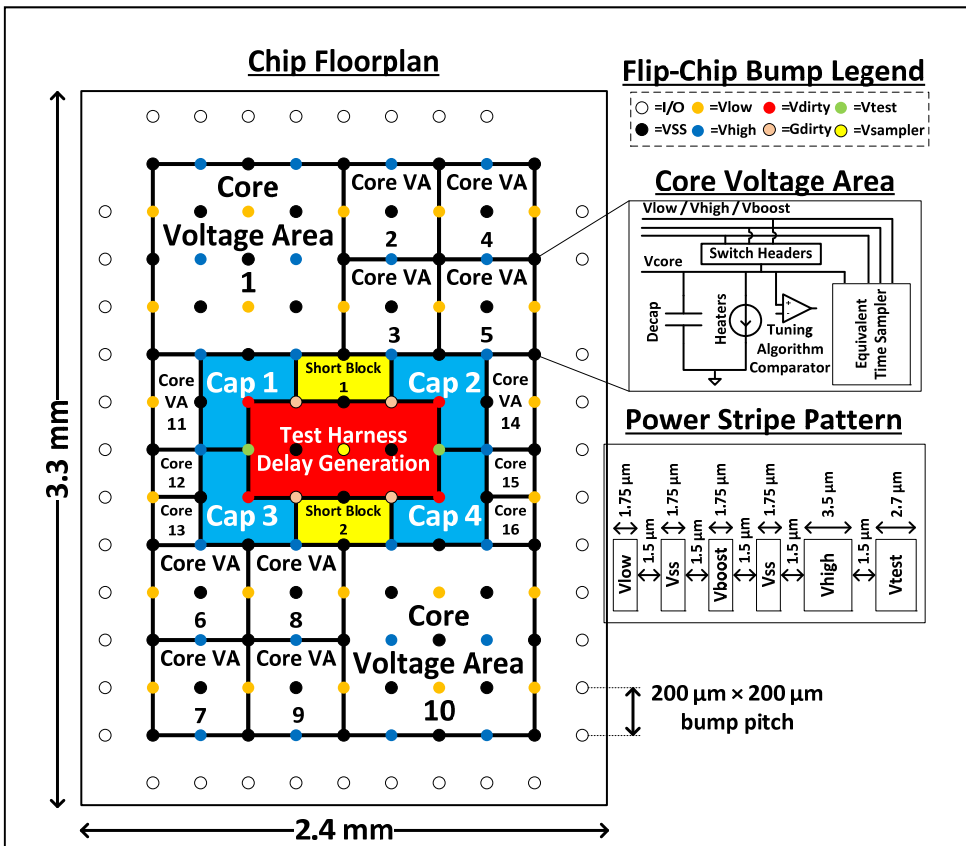 Chip Floorplan
Flip-Chip Bump Legend
=I/O =Vlow =Vdirty =Vtest
=VSS =Vhigh =Gdirty =Vsampler
Core
Voltage Area
1
Core VA
2
Core VA
4
Core VA
3
Core VA
5
Core Voltage Area
Vlow / Vhigh / Vboost
Switch Headers
Vcore
Decap
Heaters
Tuning
Algorithm
Comparator
Equivalent
Time Sampler
Core
VA
11
Cap 1
Short Block
1
Cap 2
Core
VA
14
Test Harness
Delay Generation
Core
12
Core
13
Cap 3
Short Block
2
Cap 4
Core
15
Core
16
Power Stripe Pattern
1.75 µm
1.75 µm
1.75 µm
1.75 µm
3.5 µm
2.7 µm
1.5 µm
1.5 µm
1.5 µm
1.5 µm
1.5 µm
Vlow
Vss
Vboost
Vss
Vhigh
Vtest
Core VA
6
Core VA
8
Core VA
7
Core VA
9
Core
Voltage Area
10
200 µm × 200 µm
bump pitch
3.3 mm
2.4 mm